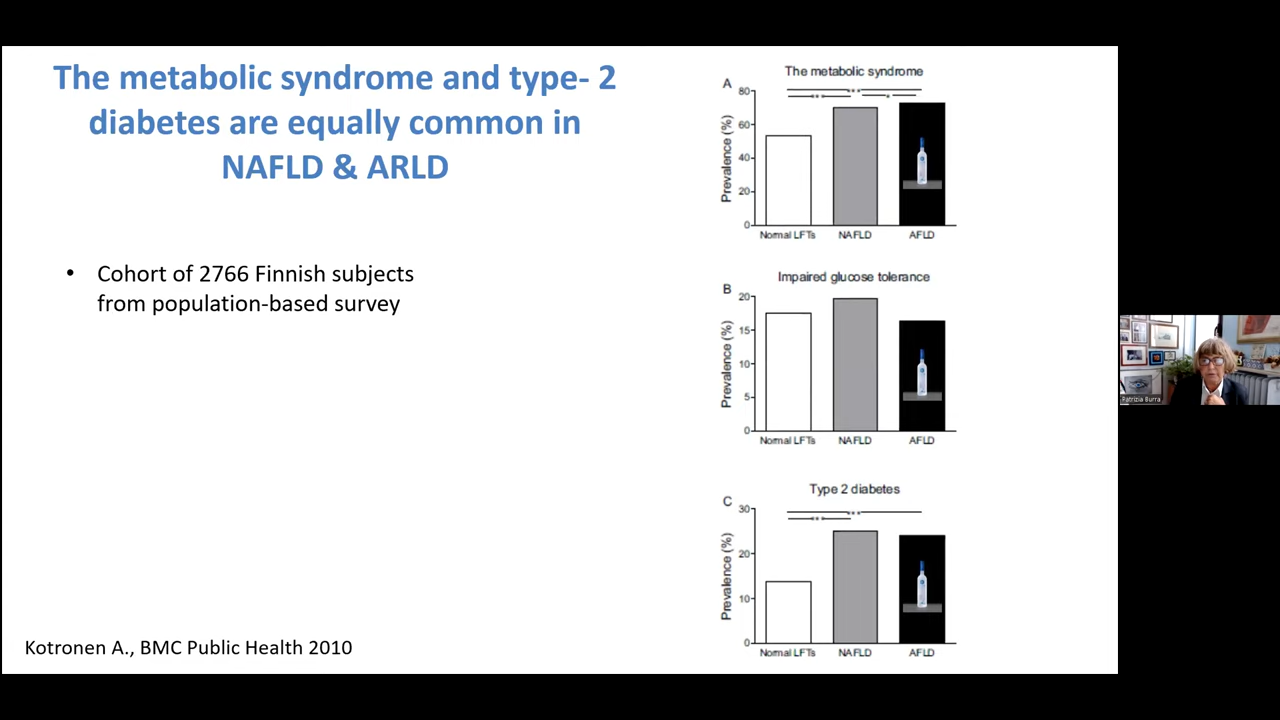 The metabolic syndrome and type- 2
diabetes are equally common in
NAFLD & ARLD
• Cohort of 2766 Finnish subjects
from population-based survey
Kotronen A., BMC Public Health 2010
The metabolic syndrome
A
80
60
40
20
0
Prevalence (%)
***
***
*
Normal LFTs
NAFLD
AFLD
Impaired glucose tolerance
B
20
15
10
5
0
Prevalence (%)
Normal LFTs
NAFLD
AFLD
Type 2 diabetes
C
30
20
10
0
Prevalence (%)
***
***
Normal LFTs
NAFLD
AFLD
Patrizia Burra